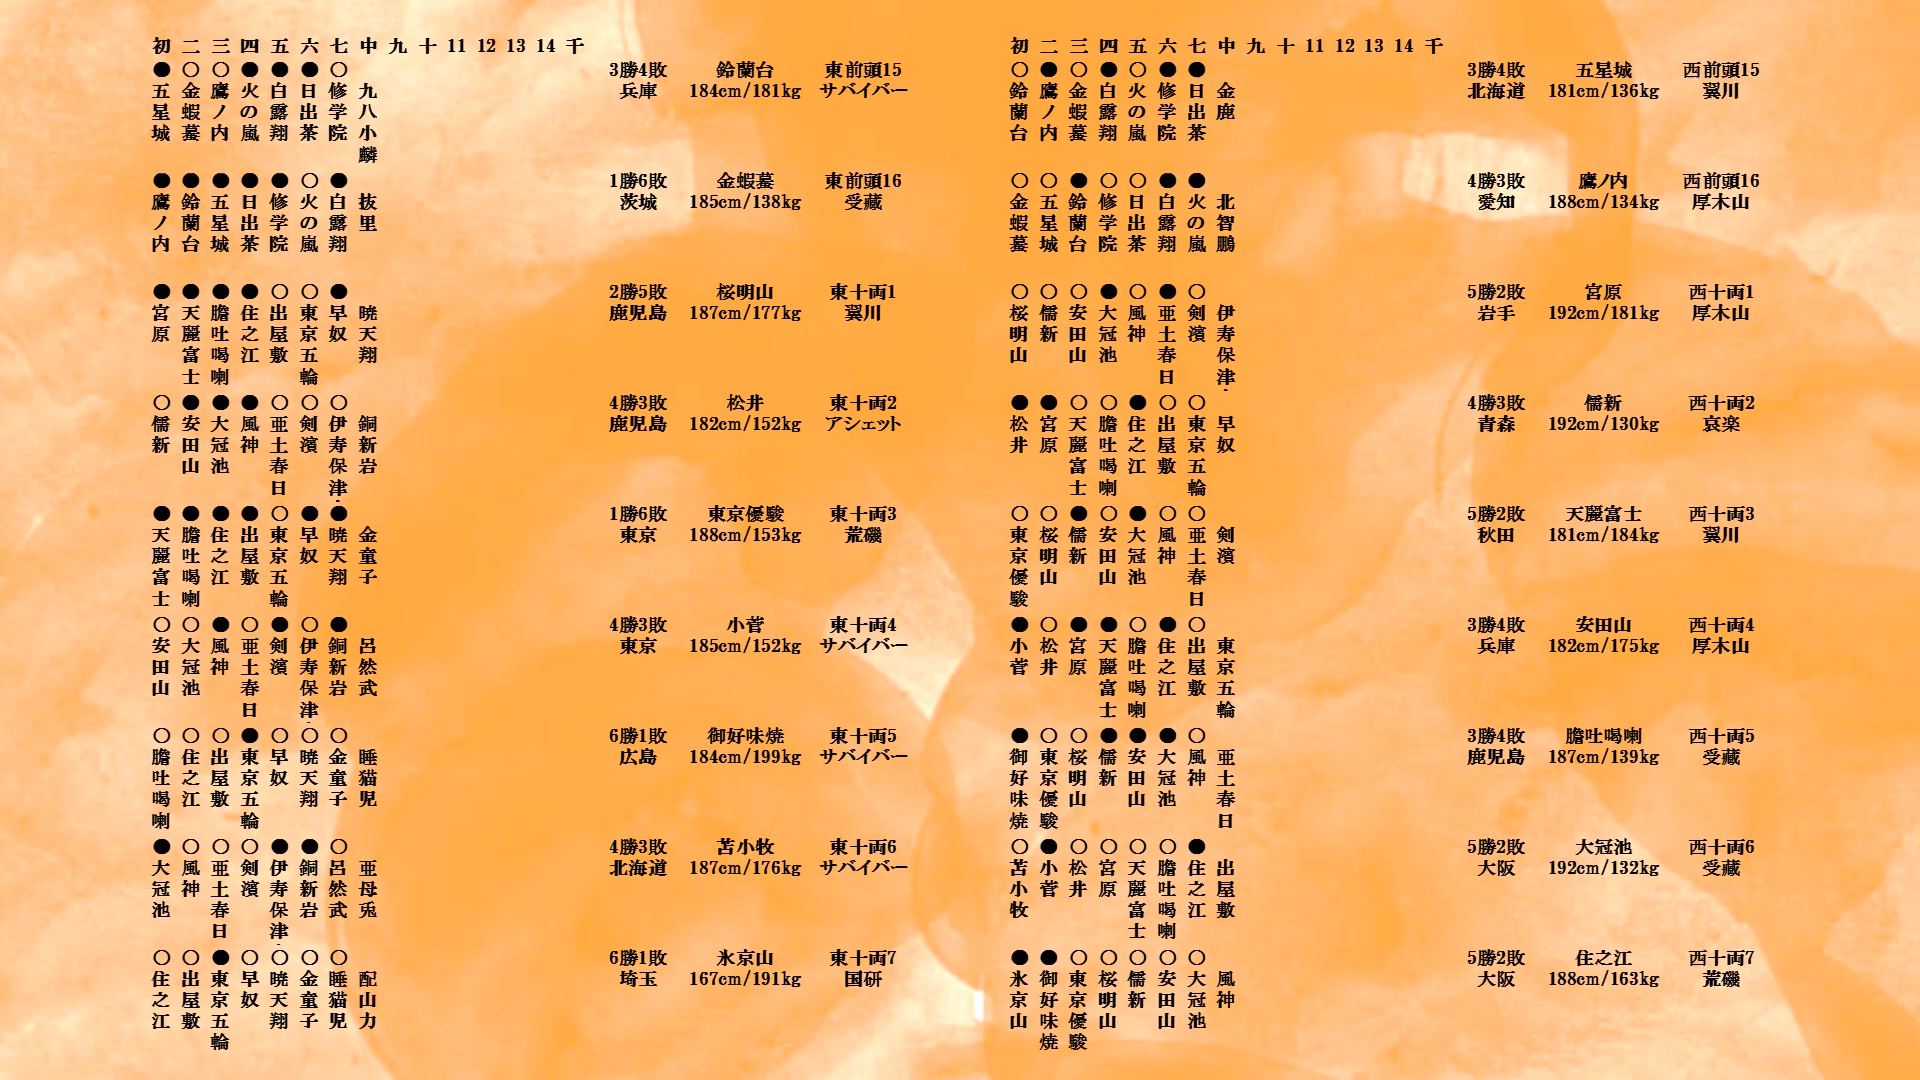 初 二 三 四 五 六 七 中 九 十 11 12 13 14 千
●五星城 ○金蝦蟇 ○鷹ノ内 ●火の嵐 ●白露翔 ●日出茶 ○修学院 九八小麟
3勝4敗 鈴蘭台 東前頭15
兵庫 184cm/181kg サバイバー
●鷹ノ内 ●鈴蘭台 ●五星城 ●日出茶 ●修学院 ○火の嵐 ●白露翔 抜里
1勝6敗 金蝦蟇 東前頭16
茨城 185cm/138kg 受蔵
●宮原 ●天麗富士 ●膽吐喝喇 ●住之江 ○出屋敷 ○東京五輪 ●早奴 暁天翔
2勝5敗 桜明山 東十両1
鹿児島 187cm/177kg 翼川
○儒新 ●安田山 ●大冠池 ●風神 ○亜土春日 ○剣濱 ○伊寿保津 銅新岩
4勝3敗 松井 東十両2
鹿児島 182cm/152kg アシェット
●天麗富士 ●膽吐喝喇 ●住之江 ●出屋敷 ○東京五輪 ●早奴 ●暁天翔 金童子
1勝6敗 東京優駿 東十両3
東京 188cm/153kg 荒磯
○安田山 ○大冠池 ●風神 ○亜土春日 ●剣濱 ○伊寿保津 ●銅新岩 呂然武
4勝3敗 小菅 東十両4
東京 185cm/152kg サバイバー
○膽吐喝喇 ○住之江 ○出屋敷 ●東京五輪 ○早奴 ○暁天翔 ○金童子 睡猫児
6勝1敗 御好味焼 東十両5
広島 184cm/199kg サバイバー
●大冠池 ○風神 ○亜土春日 ○剣濱 ●伊寿保津 ●銅新岩 ○呂然武 亜母兎
4勝3敗 苫小牧 東十両6
北海道 187cm/176kg サバイバー
○住之江 ○出屋敷 ●東京五輪 ○早奴 ○暁天翔 ○金童子 ○睡猫児 配山力
6勝1敗 氷京山 東十両7
埼玉 167cm/191kg 国研
初 二 三 四 五 六 七 中 九 十 11 12 13 14 千
○鈴蘭台 ●鷹ノ内 ○金蝦蟇 ●白露翔 ○火の嵐 ●修学院 ●日出茶 金鹿
3勝4敗 五星城 西前頭15
北海道 181cm/136kg 翼川
○金蝦蟇 ○五星城 ●鈴蘭台 ○修学院 ○日出茶 ●白露翔 ●火の嵐 北智鵬
4勝3敗 鷹ノ内 西前頭16
愛知 188cm/134kg 厚木山
○桜明山 ○儒新 ○安田山 ●大冠池 ○風神 ●亜土春日 ○剣濱 伊寿保津
5勝2敗 宮原 西十両1
岩手 192cm/181kg 厚木山
●松井 ●宮原 ○天麗富士 ○膽吐喝喇 ●住之江 ○出屋敷 ○東京五輪 早奴
4勝3敗 儒新 西十両2
青森 192cm/130kg 哀楽
○東京優駿 ○桜明山 ●儒新 ○安田山 ●大冠池 ○風神 ○亜土春日 剣濱
5勝2敗 天麗富士 西十両3
秋田 181cm/184kg 翼川
●小菅 ○松井 ●宮原 ●天麗富士 ○膽吐喝喇 ●住之江 ○出屋敷 東京五輪
3勝4敗 安田山 西十両4
兵庫 182cm/175kg 厚木山
●御好味焼 ○東京優駿 ○桜明山 ●儒新 ●安田山 ●大冠池 ○風神 亜土春日
3勝4敗 膽吐喝喇 西十両5
鹿児島 187cm/139kg 受蔵
○苫小牧 ●小菅 ○松井 ○宮原 ○天麗富士 ○膽吐喝喇 ●住之江 出屋敷
5勝2敗 大冠池 西十両6
大阪 192cm/132kg 受蔵
●氷京山 ●御好味焼 ○東京優駿 ○桜明山 ○儒新 ○安田山 ○大冠池 風神
5勝2敗 住之江 西十両7
大阪 188cm/163kg 荒磯